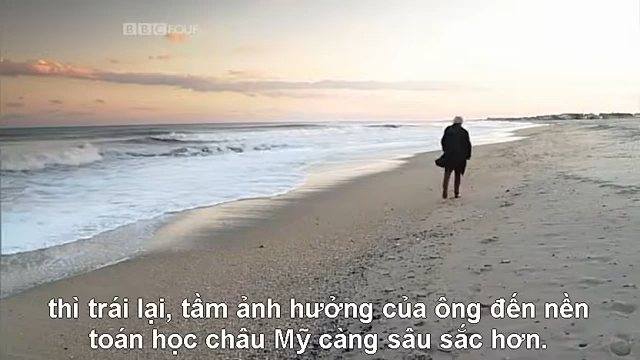 BBC FOUR
thì trái lại, tầm ảnh hưởng của ông đến nền
toán học châu Mỹ càng sâu sắc hơn.